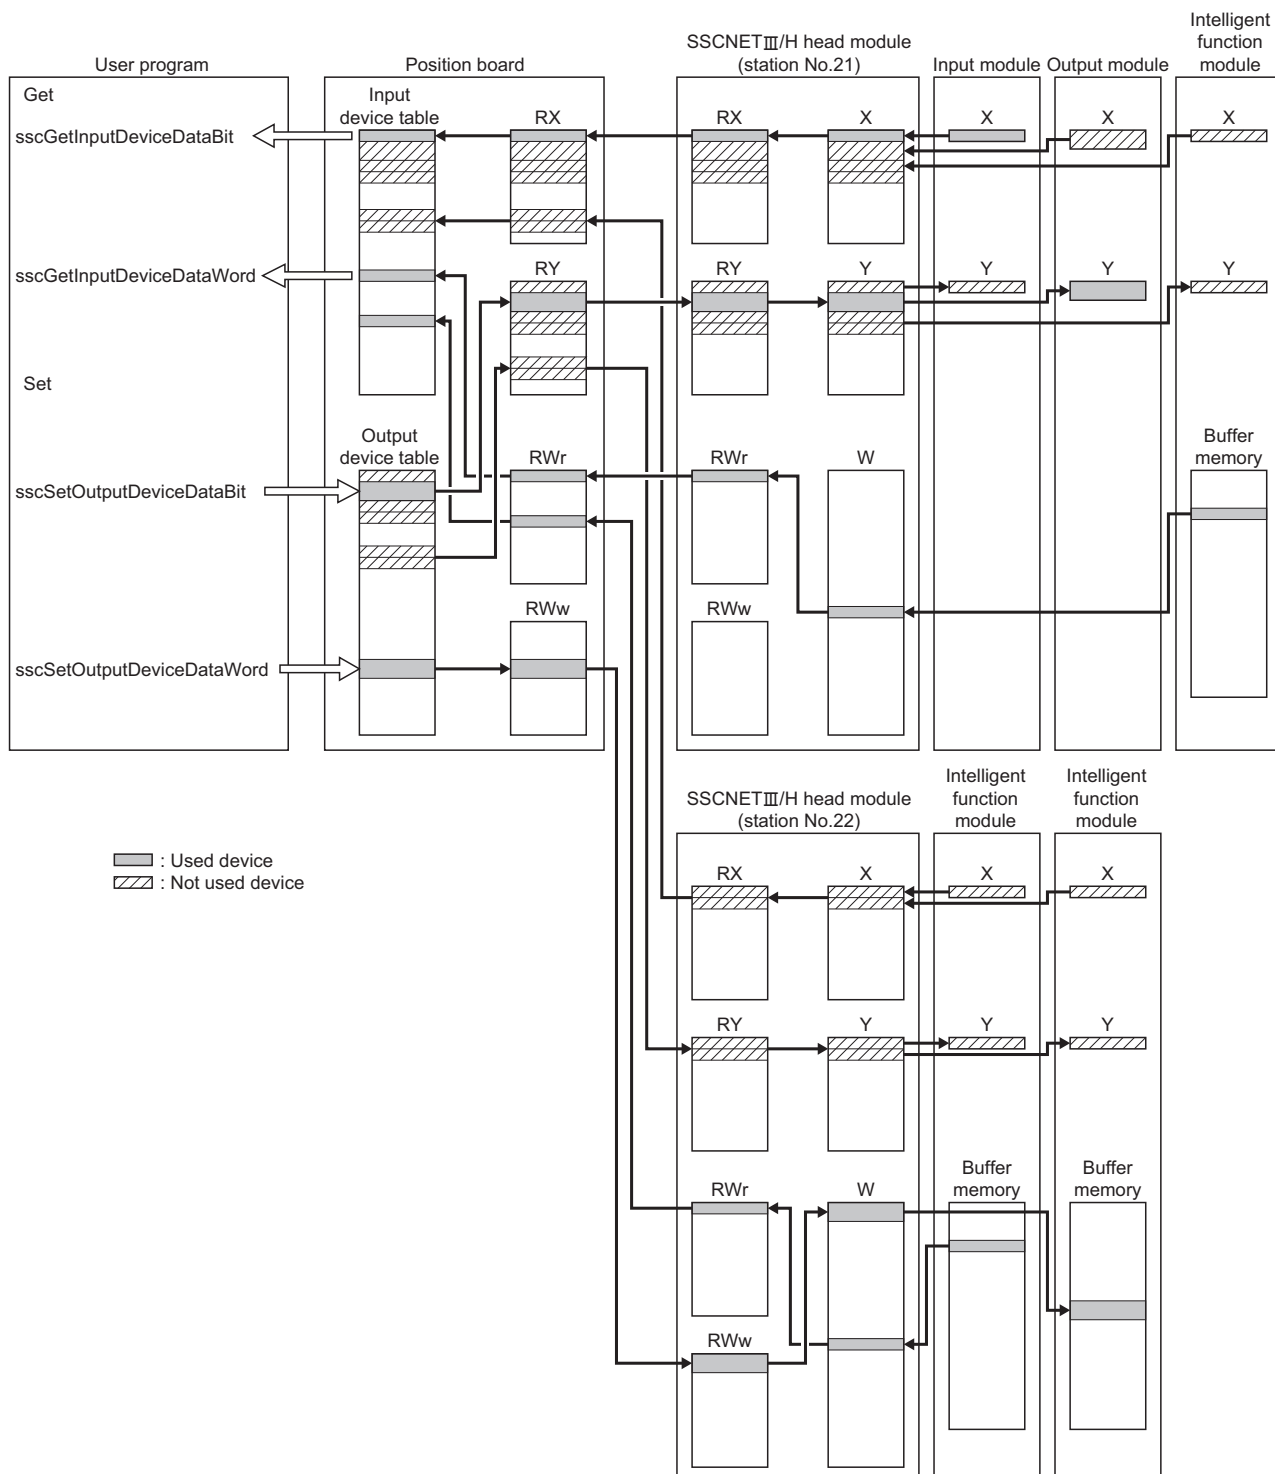 Intelligent
function
module
SSCNETⅢ/H head module
(station No.21)
User program
Position board
Input module
Output module
Get
Input
device table
RX
RX
X
X
X
X
sscGetInputDeviceDataBit
sscGetInputDeviceDataWord
RY
RY
Y
Y
Y
Y
Set
Output
device table
RWr
RWr
W
Buffer
memory
sscSetOutputDeviceDataBit
RWw
RWw
sscSetOutputDeviceDataWord
SSCNETⅢ/H head module
(station No.22)
Intelligent
function
module
Intelligent
function
module
: Used device
: Not used device
RX
X
X
X
RY
Y
Y
Y
RWr
W
Buffer
memory
Buffer
memory
RWw